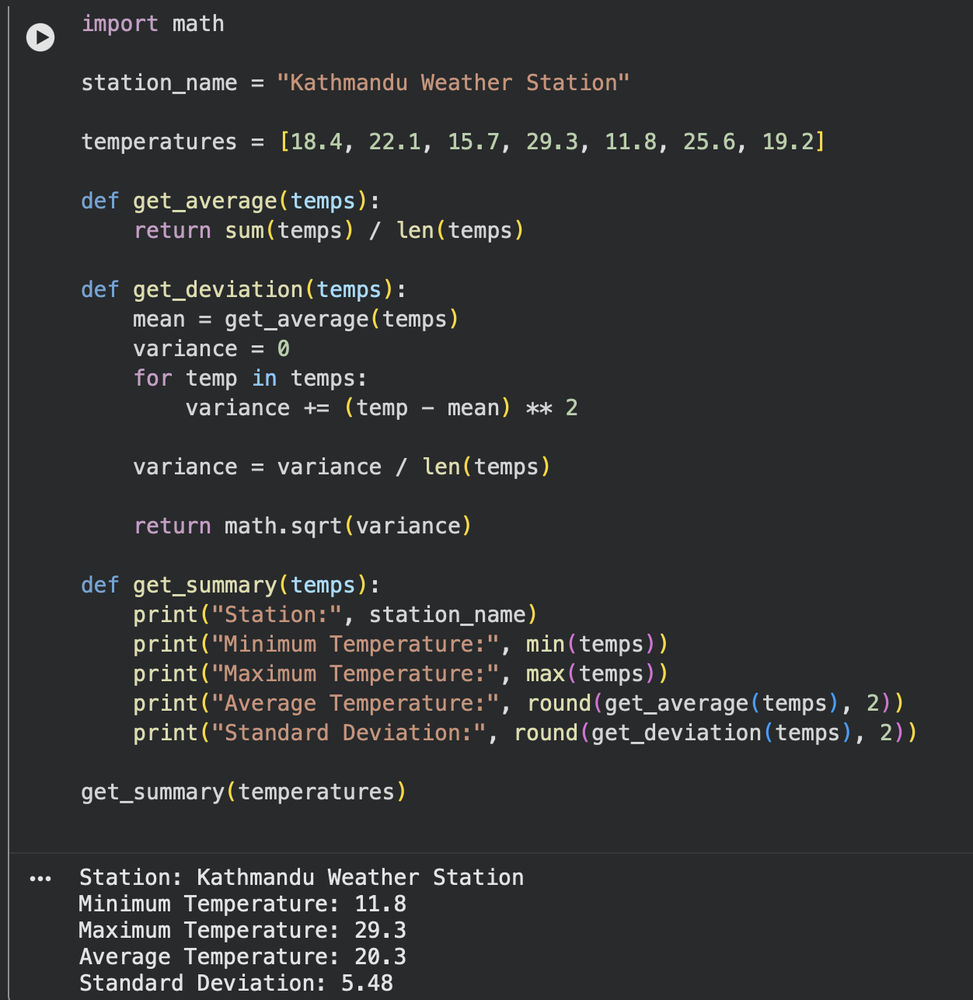 import math
station_name = "Kathmandu Weather Station"
temperatures = [18.4, 22.1, 15.7, 29.3, 11.8, 25.6, 19.2]
def get_average(temps):
    return sum(temps) / len(temps)
def get_deviation(temps):
    mean = get_average(temps)
    variance = 0
    for temp in temps:
        variance += (temp - mean) ** 2
    variance = variance / len(temps)
    return math.sqrt(variance)
def get_summary(temps):
    print("Station:", station_name)
    print("Minimum Temperature:", min(temps))
    print("Maximum Temperature:", max(temps))
    print("Average Temperature:", round(get_average(temps), 2))
    print("Standard Deviation:", round(get_deviation(temps), 2))
get_summary(temperatures)
Station: Kathmandu Weather Station
Minimum Temperature: 11.8
Maximum Temperature: 29.3
Average Temperature: 20.3
Standard Deviation: 5.48